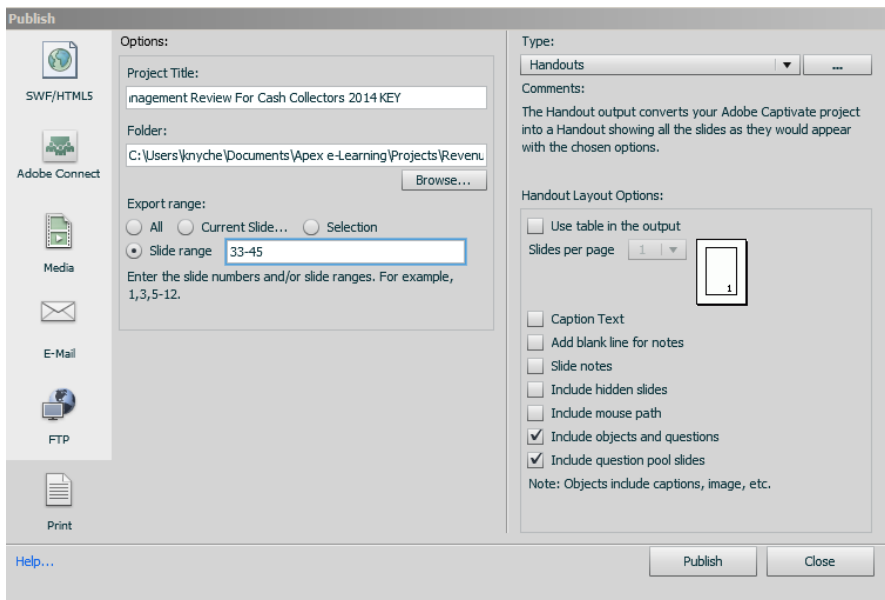 Publish
SWF/HTML5
Adobe Connect
Media
E-Mail
FTP
Print
Options:
Project Title:
nagement Review For Cash Collectors 2014 KEY
Folder:
C:\Users\knyche\Documents\Apex e-Learning\Projects\Revenu
Browse...
Export range:
All Current Slide... Selection
Slide range 33-45
Enter the slide numbers and/or slide ranges. For example,
1,3,5-12.
Type:
Handouts ...
Comments:
The Handout output converts your Adobe Captivate project
into a Handout showing all the slides as they would appear
with the chosen options.
Handout Layout Options:
Use table in the output
Slides per page 1
1
Caption Text
Add blank line for notes
Slide notes
Include hidden slides
Include mouse path
Include objects and questions
Include question pool slides
Note: Objects include captions, image, etc.
Help...
Publish Close